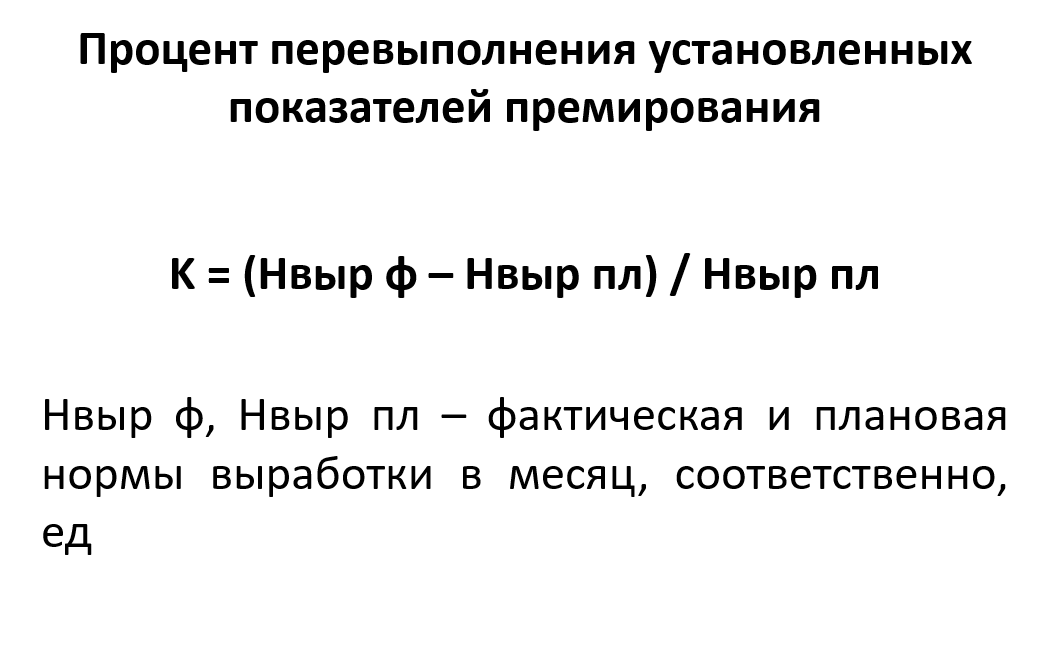 Процент перевыполнения установленных
показателей премирования
К = (Нвыр ф – Нвыр пл) / Нвыр пл
Нвыр ф, Нвыр пл – фактическая и плановая
нормы выработки в месяц, соответственно,
ед